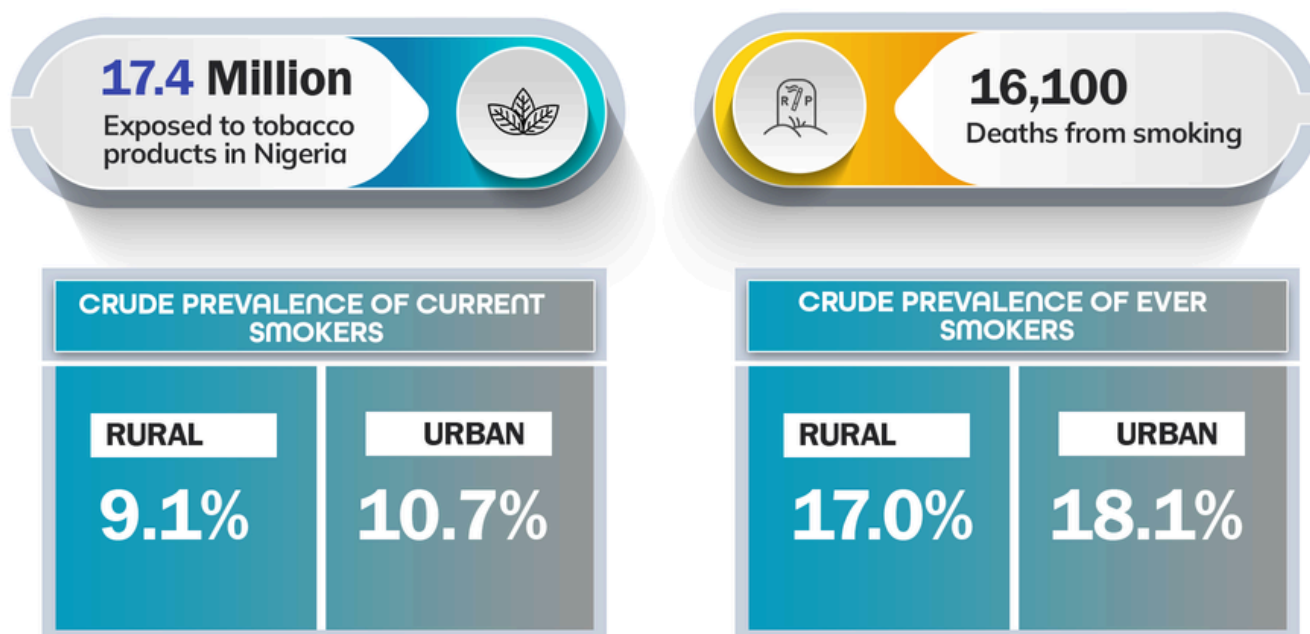 17.4 Million
Exposed to tobacco
products in Nigeria
R P
16,100
Deaths from smoking
CRUDE PREVALENCE OF CURRENT
SMOKERS
RURAL
9.1%
URBAN
10.7%
CRUDE PREVALENCE OF EVER
SMOKERS
RURAL
17.0%
URBAN
18.1%